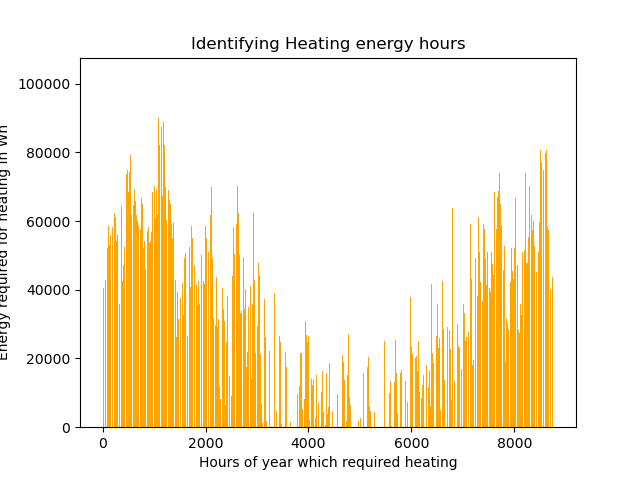 Identifying Heating energy hours
Energy required for heating in Wh
100000
80000
60000
40000
20000
0
0 2000 4000 6000 8000
Hours of year which required heating